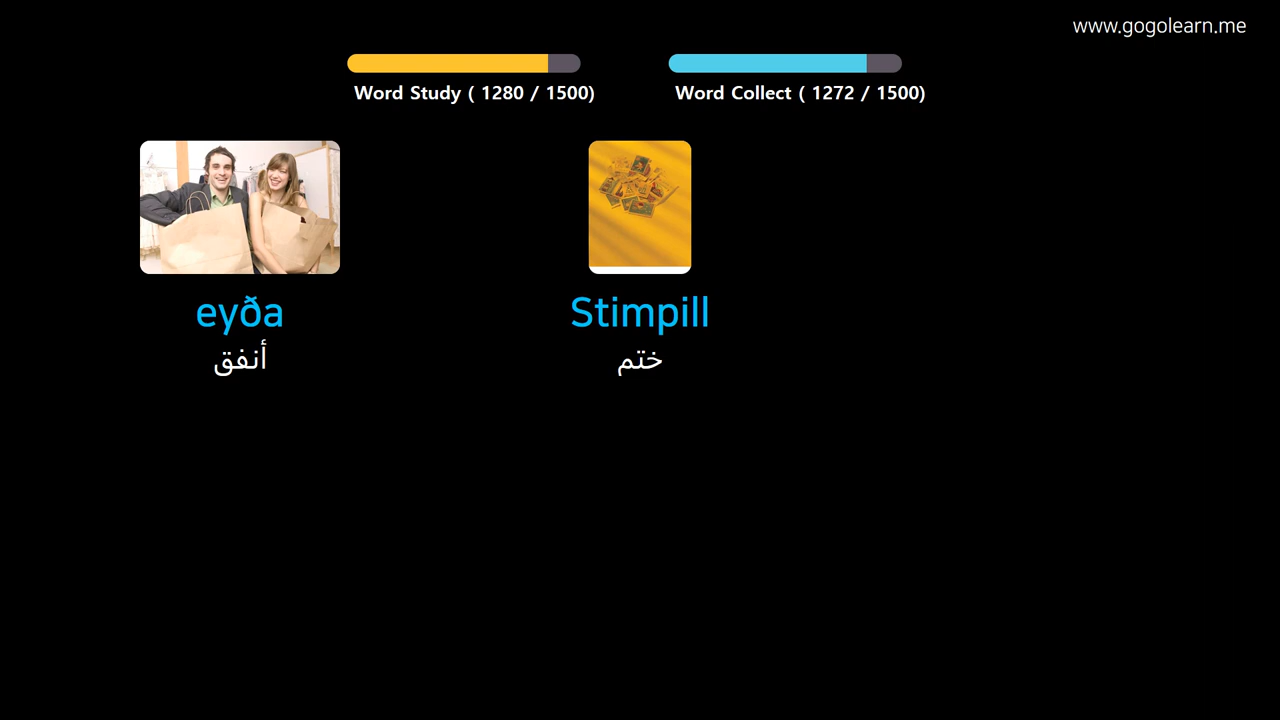 www.gogolearn.me
Word Study ( 1280 / 1500)
Word Collect ( 1272 / 1500)
eyða
أنفق
Stimpill
ختم